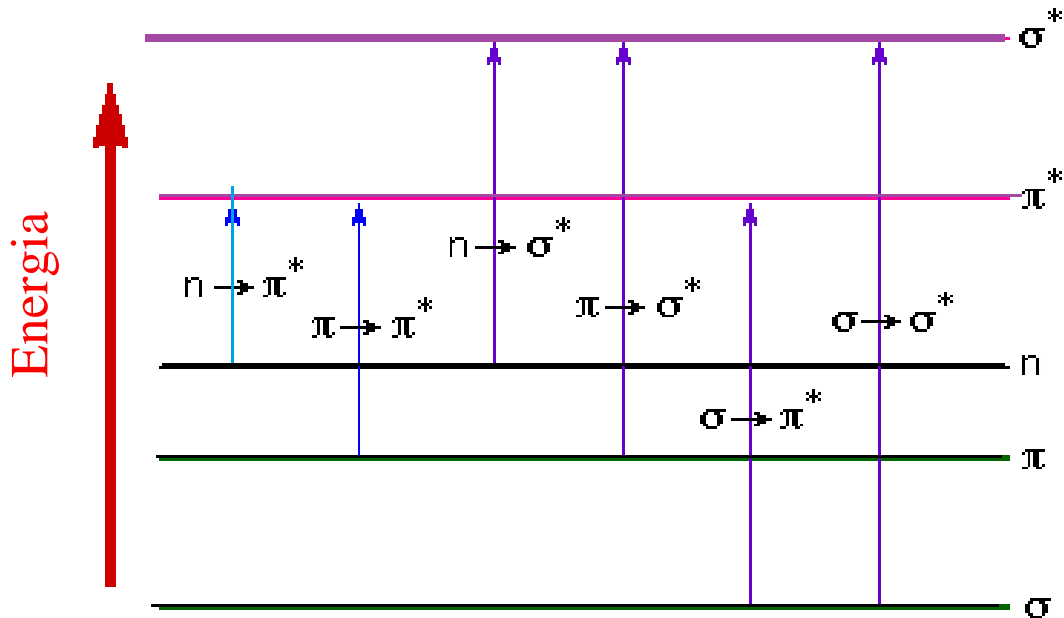 σ*
π*
n → σ*
n → π*
π → σ*
π → π*
σ → σ*
n
σ → π*
π
σ
Energia